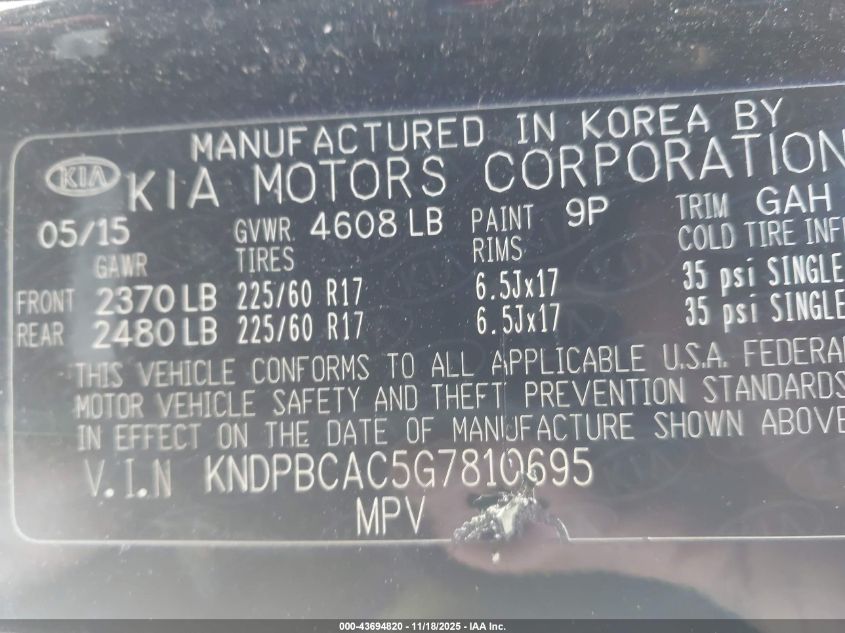 MANUFACTURED IN KOREA BY
KIA KIA MOTORS CORPORATION
05/15 GVWR 4608 LB PAINT 9P TRIM GAH
GAWR TIRES RIMS COLD TIRE INF
FRONT 2370 LB 225/60 R17 6.5Jx17 35 psi SINGLE
REAR 2480 LB 225/60 R17 6.5Jx17 35 psi SINGLE
THIS VEHICLE CONFORMS TO ALL APPLICABLE U.S.A. FEDERA
MOTOR VEHICLE SAFETY AND THEFT PREVENTION STANDARDS
IN EFFECT ON THE DATE OF MANUFACTURE SHOWN ABOVE
V.I.N KNDPBCAC5G7810695
MPV
000-43694820 - 11/18/2025 - IAA Inc.